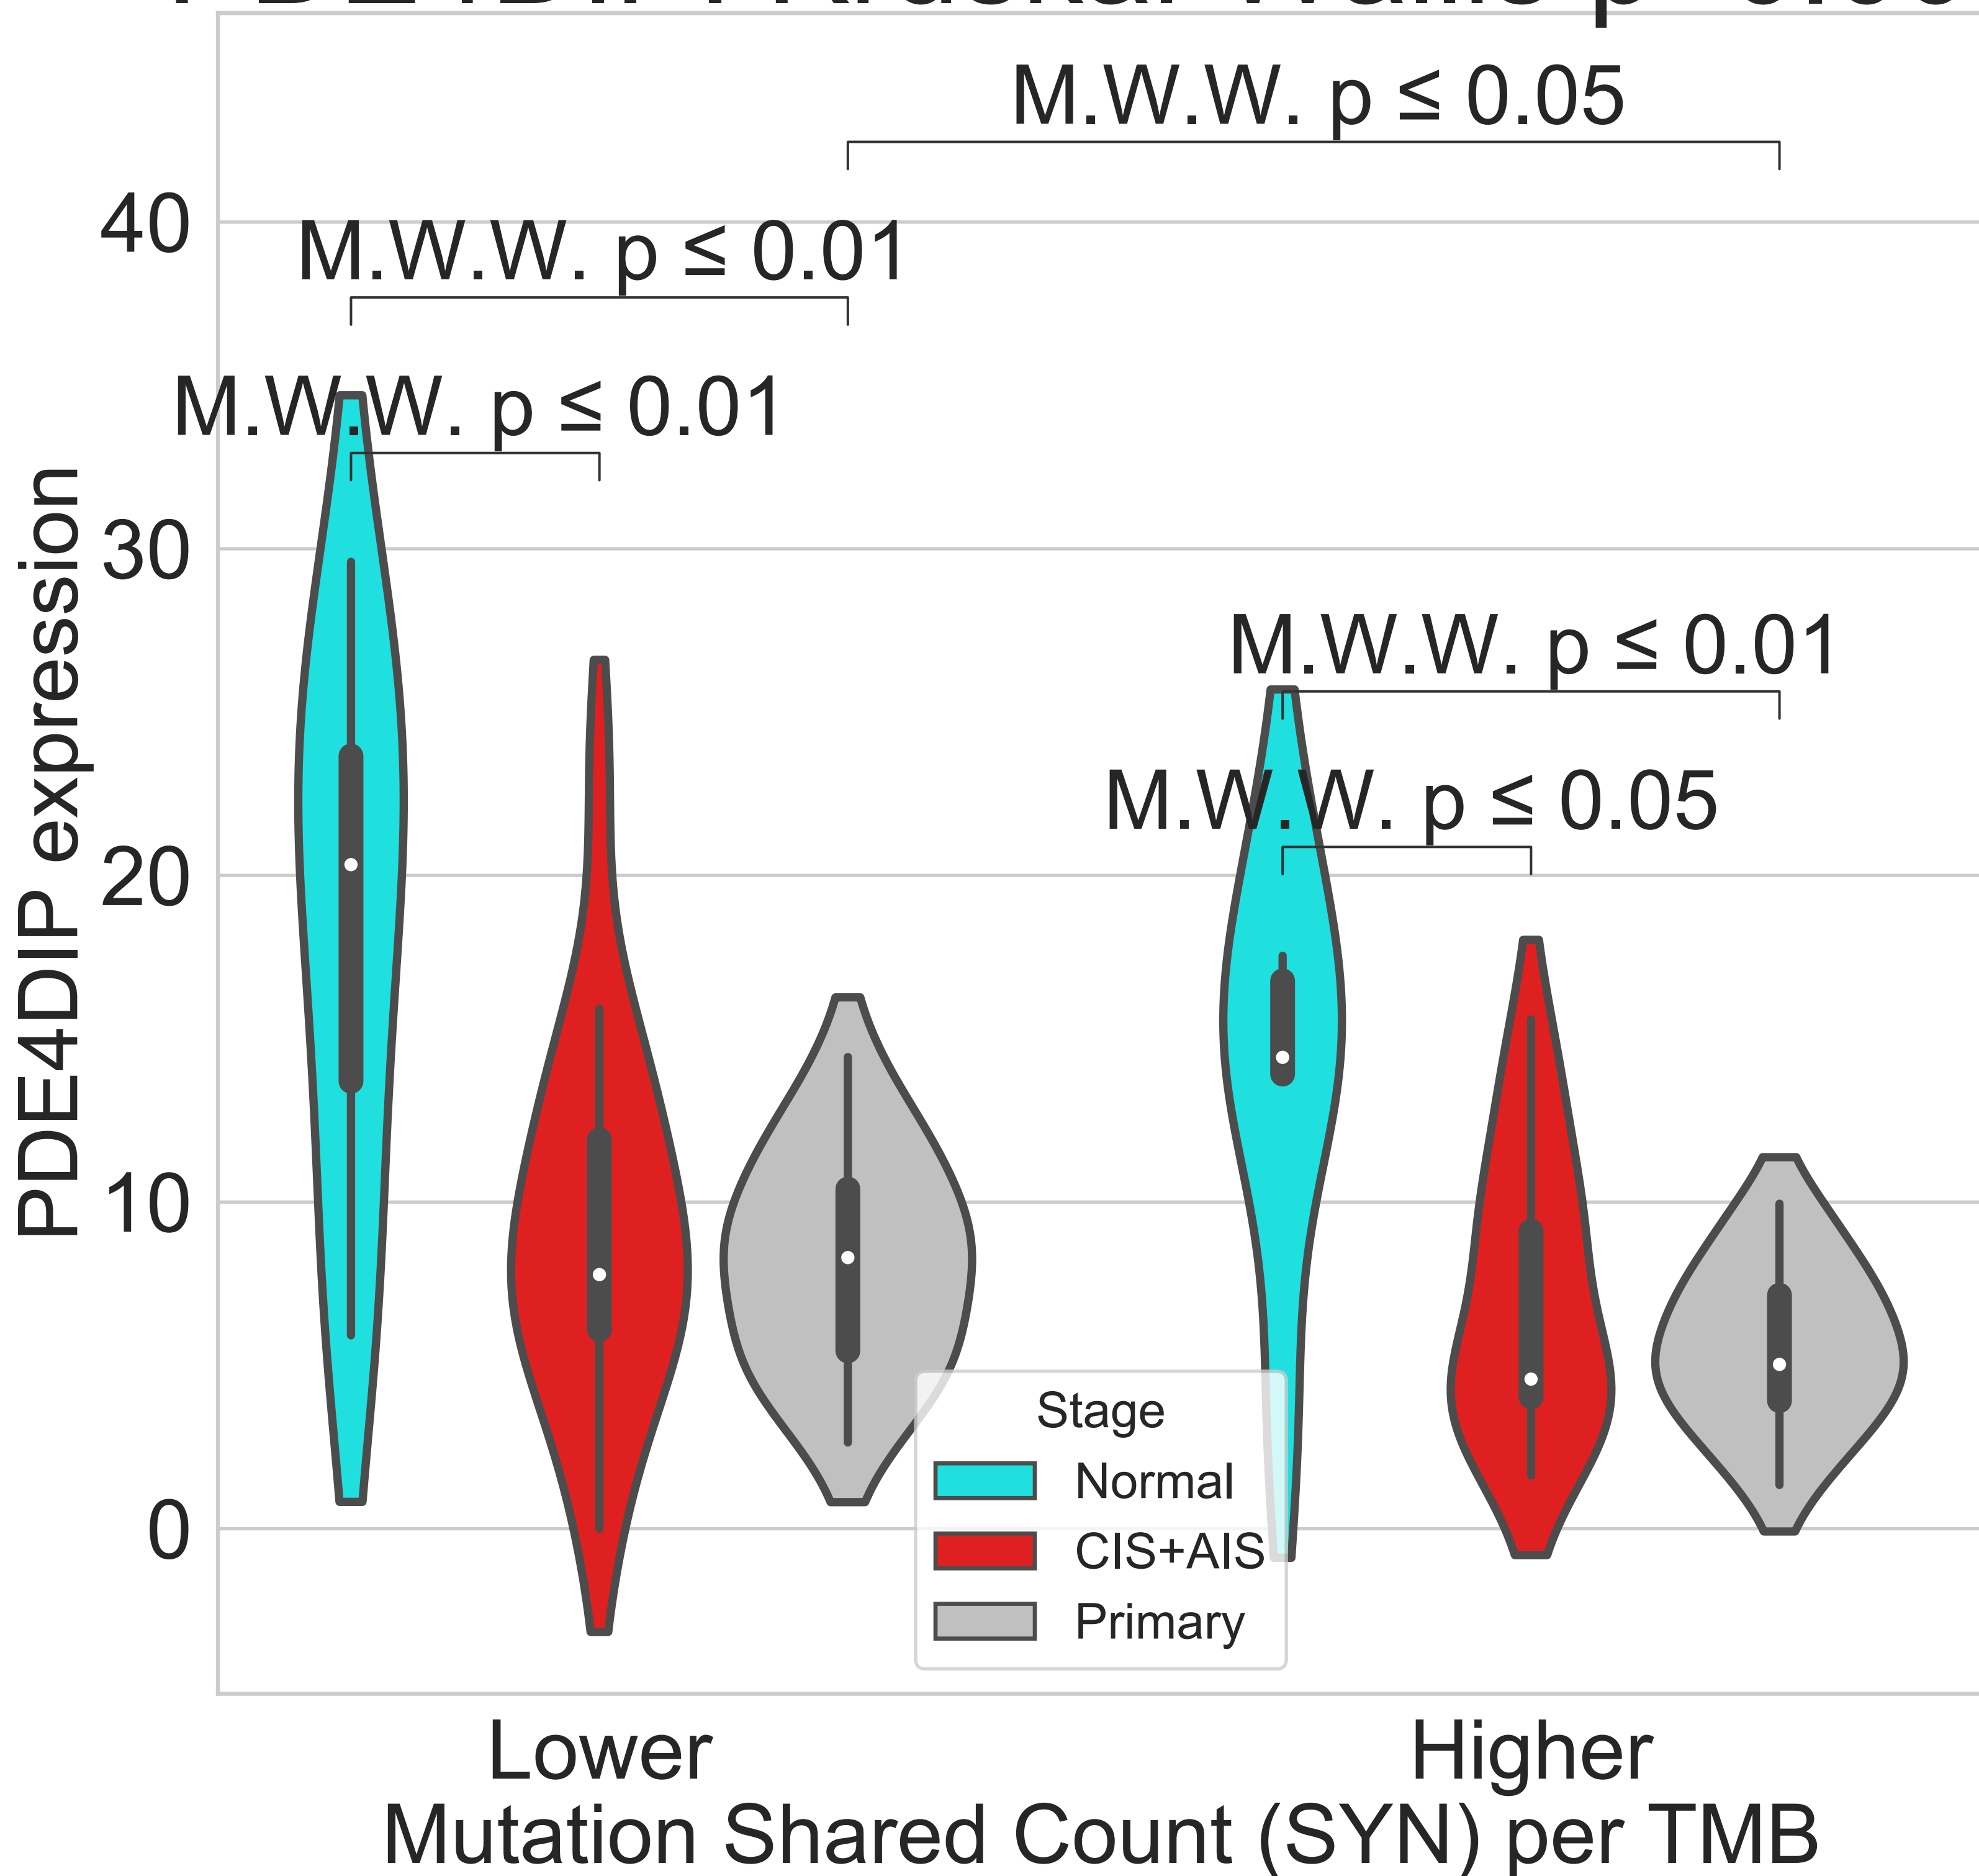 M.W.W. p ≤ 0.05
40
M.W.W. p ≤ 0.01
M.W.W. p ≤ 0.01
30
M.W.W. p ≤ 0.01
M.W.W. p ≤ 0.05
20
10
0
PDE4DIP expression
Stage
Normal
CIS+AIS
Primary
Lower
Higher
Mutation Shared Count (SYN) per TMB